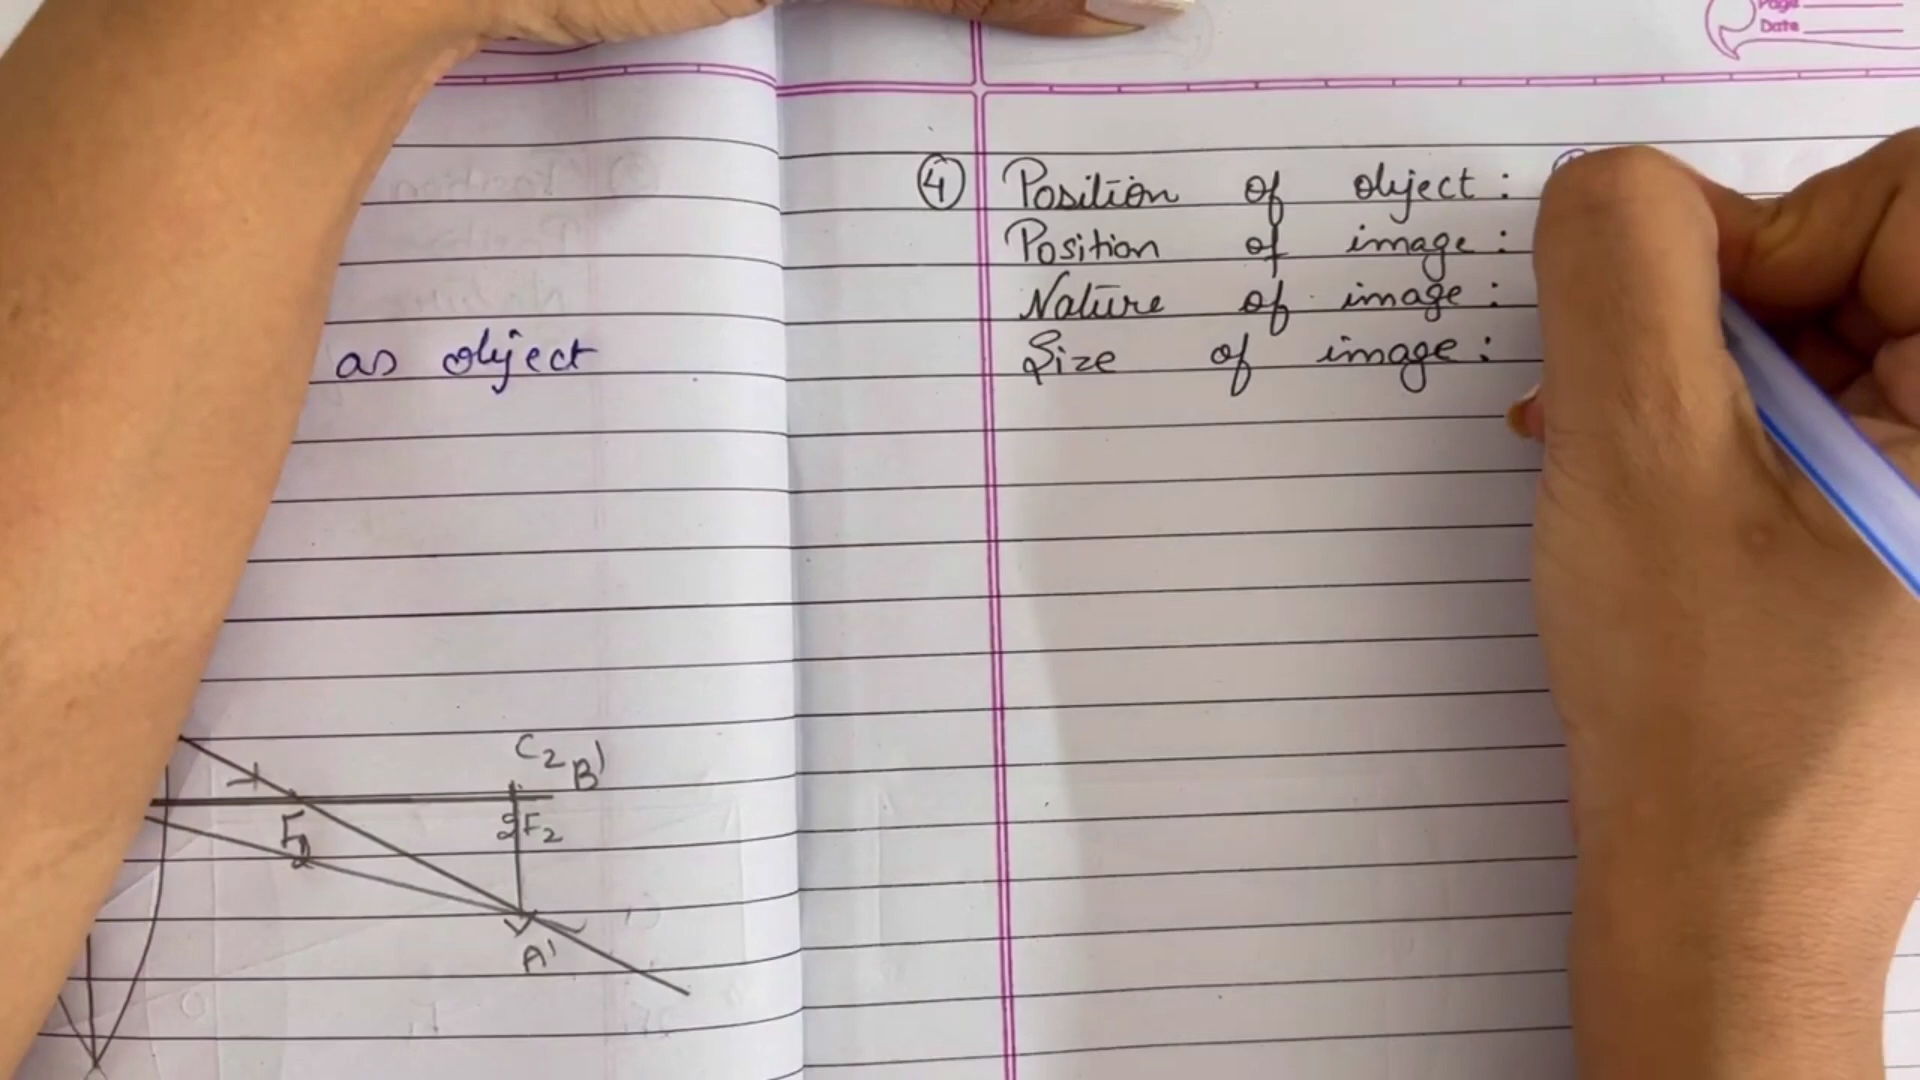 Page
Date
as object
C2 B'
F2
2F2
A'
④ Position of object :
Position of image :
Nature of image :
Size of image :